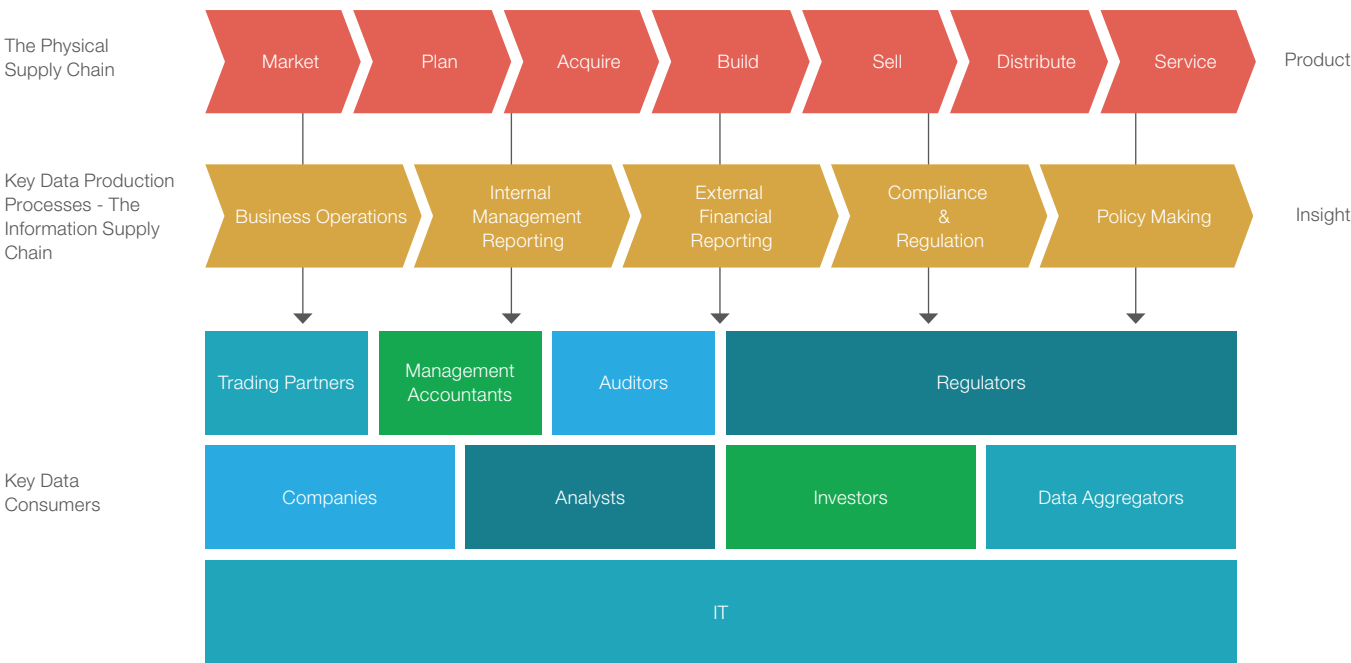 The Physical
Supply Chain
Market
Plan
Acquire
Build
Sell
Distribute
Service
Product
Key Data Production
Processes - The
Information Supply
Chain
Business Operations
Internal
Management
Reporting
External
Financial
Reporting
Compliance
&
Regulation
Policy Making
Insight
Trading Partners
Management
Accountants
Auditors
Regulators
Key Data
Consumers
Companies
Analysts
Investors
Data Aggregators
IT